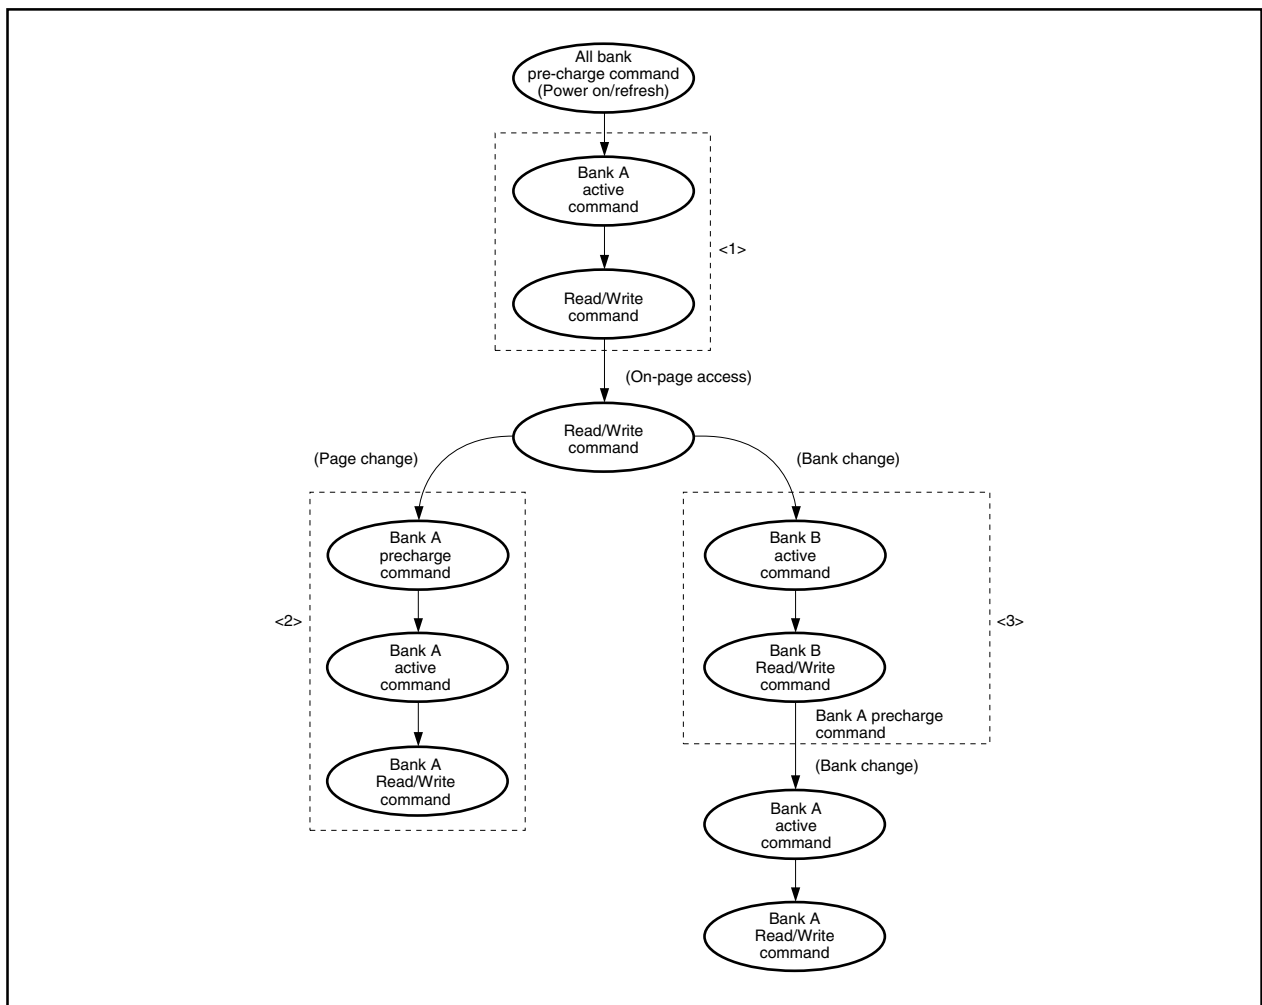 All bank
pre-charge command
(Power on/refresh)
Bank A
active
command
<1>
Read/Write
command
(On-page access)
Read/Write
command
(Page change)
(Bank change)
Bank A
precharge
command
Bank B
active
command
<2>
<3>
Bank A
active
command
Bank B
Read/Write
command
Bank A precharge
command
Bank A
Read/Write
command
(Bank change)
Bank A
active
command
Bank A
Read/Write
command